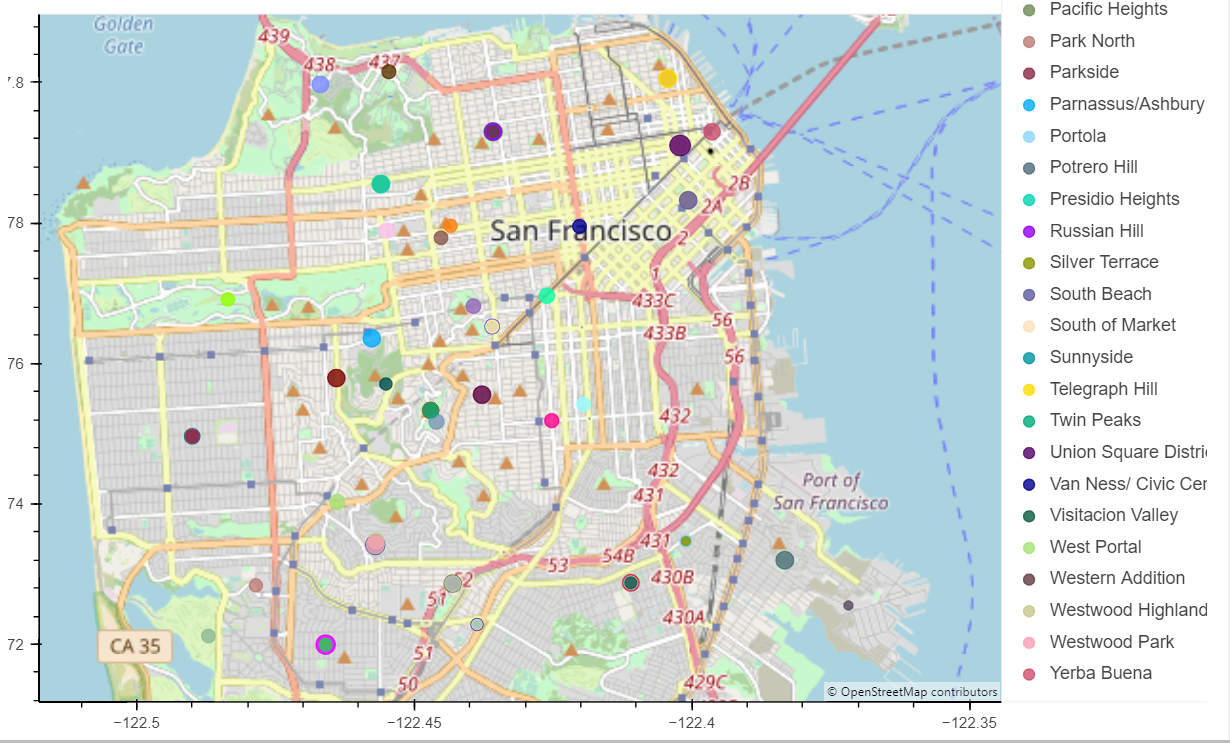 Golden
Gate
439
438
437
7.8
78
76
74
72
San Francisco
2B
2A
2
1
433C
433B
56
56
432
432
431
431
54B
53
52
51
51
50
430B
430A
429C
Port of
San Francisco
CA 35
© OpenStreetMap contributors
−122.5
−122.45
−122.4
−122.35
Pacific Heights
Park North
Parkside
Parnassus/Ashbury
Portola
Potrero Hill
Presidio Heights
Russian Hill
Silver Terrace
South Beach
South of Market
Sunnyside
Telegraph Hill
Twin Peaks
Union Square Distri
Van Ness/ Civic Cer
Visitacion Valley
West Portal
Western Addition
Westwood Highland
Westwood Park
Yerba Buena